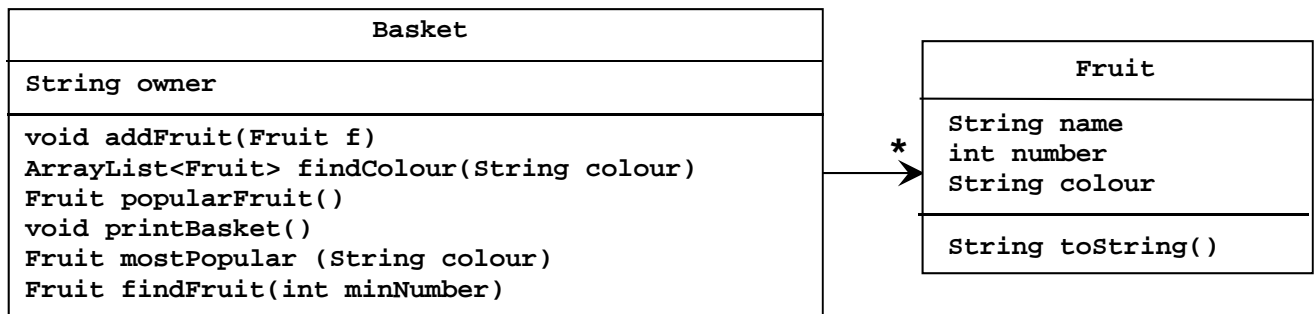 Basket
String owner
void addFruit(Fruit f)
ArrayList<Fruit> findColour(String colour)
Fruit popularFruit()
void printBasket()
Fruit mostPopular (String colour)
Fruit findFruit(int minNumber)
*
Fruit
String name
int number
String colour
String toString()